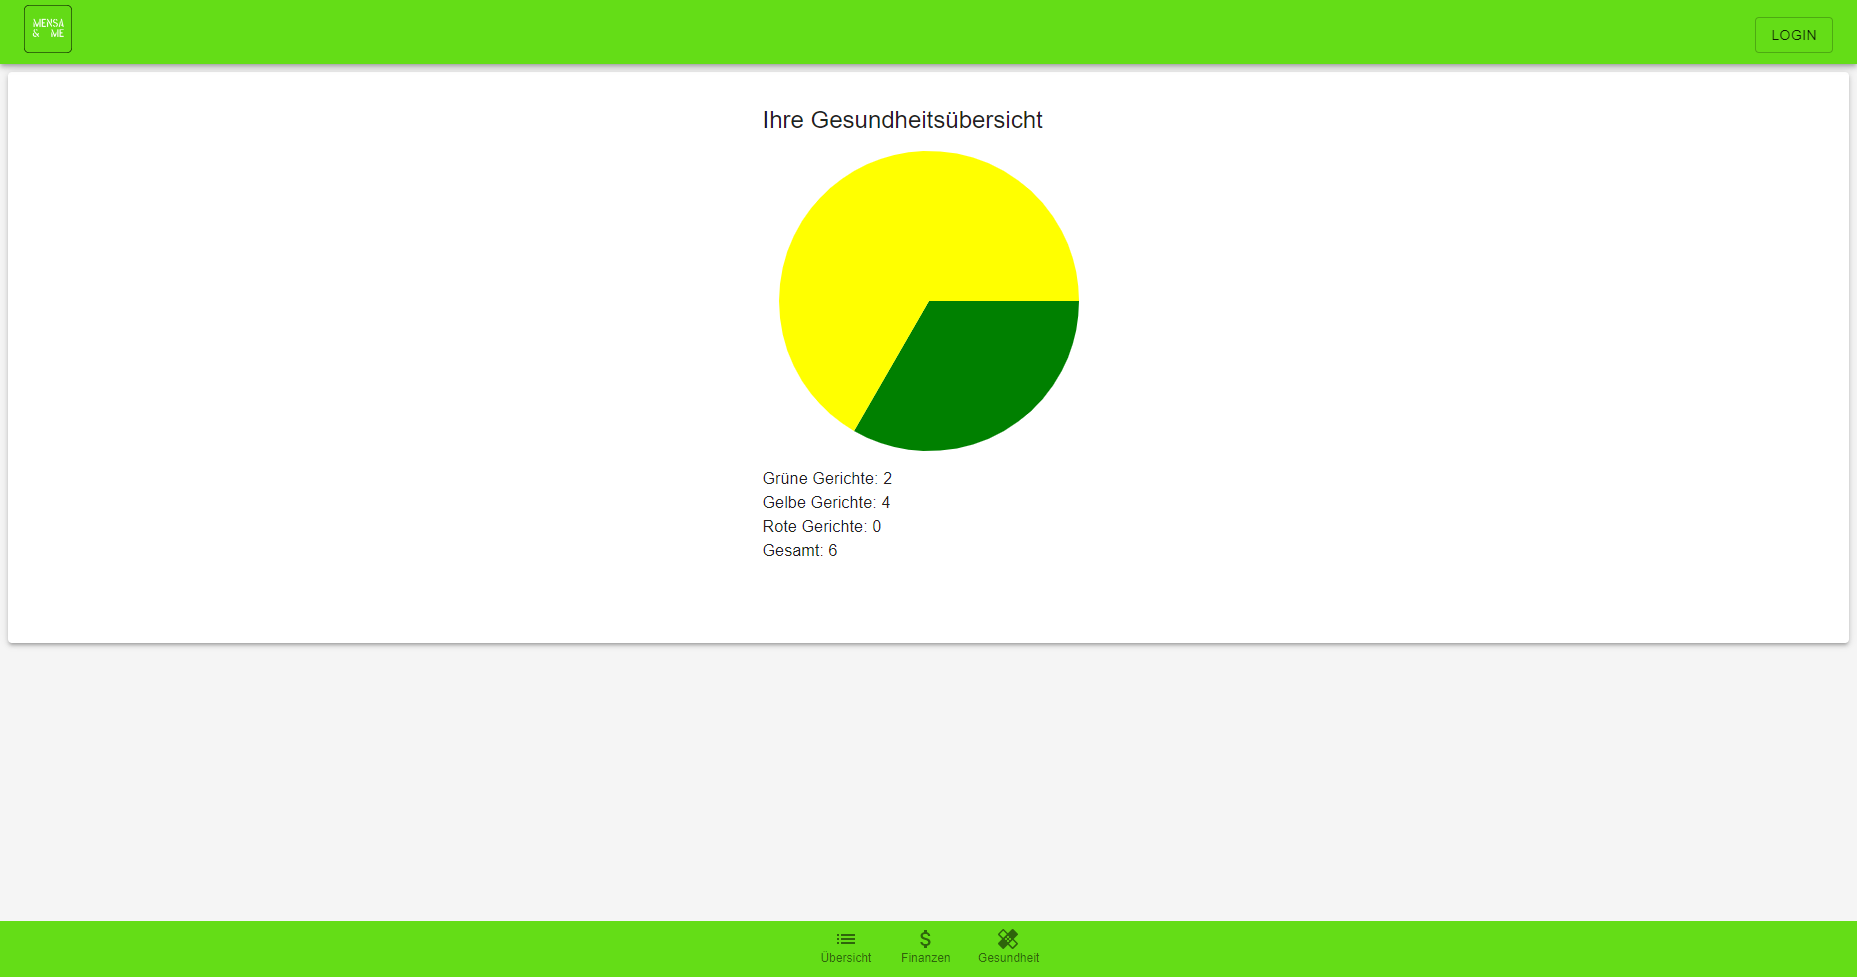 MENSA
& ME
LOGIN
Ihre Gesundheitsübersicht
Grüne Gerichte: 2
Gelbe Gerichte: 4
Rote Gerichte: 0
Gesamt: 6
Übersicht
Finanzen
Gesundheit